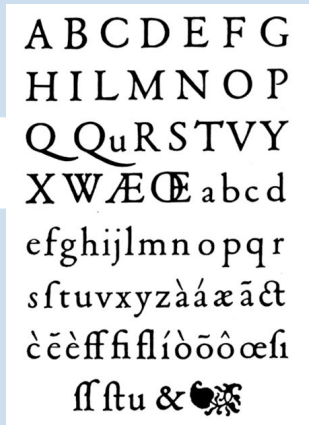 A B C D E F G
H I L M N O P
Q Qu R S T V Y
X W Æ Œ a b c d
e f g h i j l m n o p q r
s ſ t u v x y z à á æ ã ct
c̀ ẽ è ff fi fl í ò õ ô œ ſi
ſſ ſt u & ❦